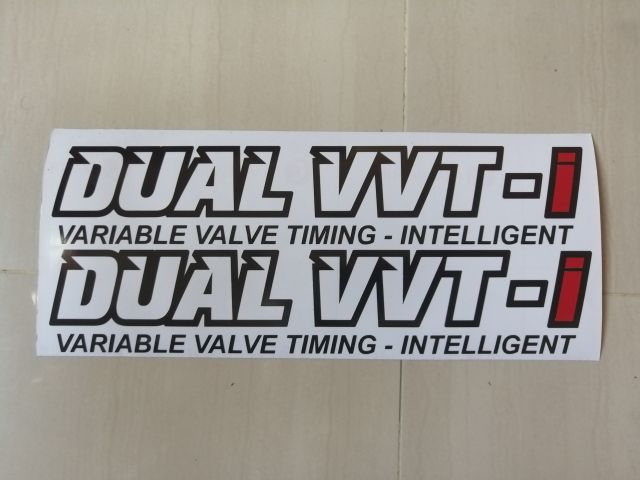 DUAL VVT-i
VARIABLE VALVE TIMING - INTELLIGENT
DUAL VVT-i
VARIABLE VALVE TIMING - INTELLIGENT